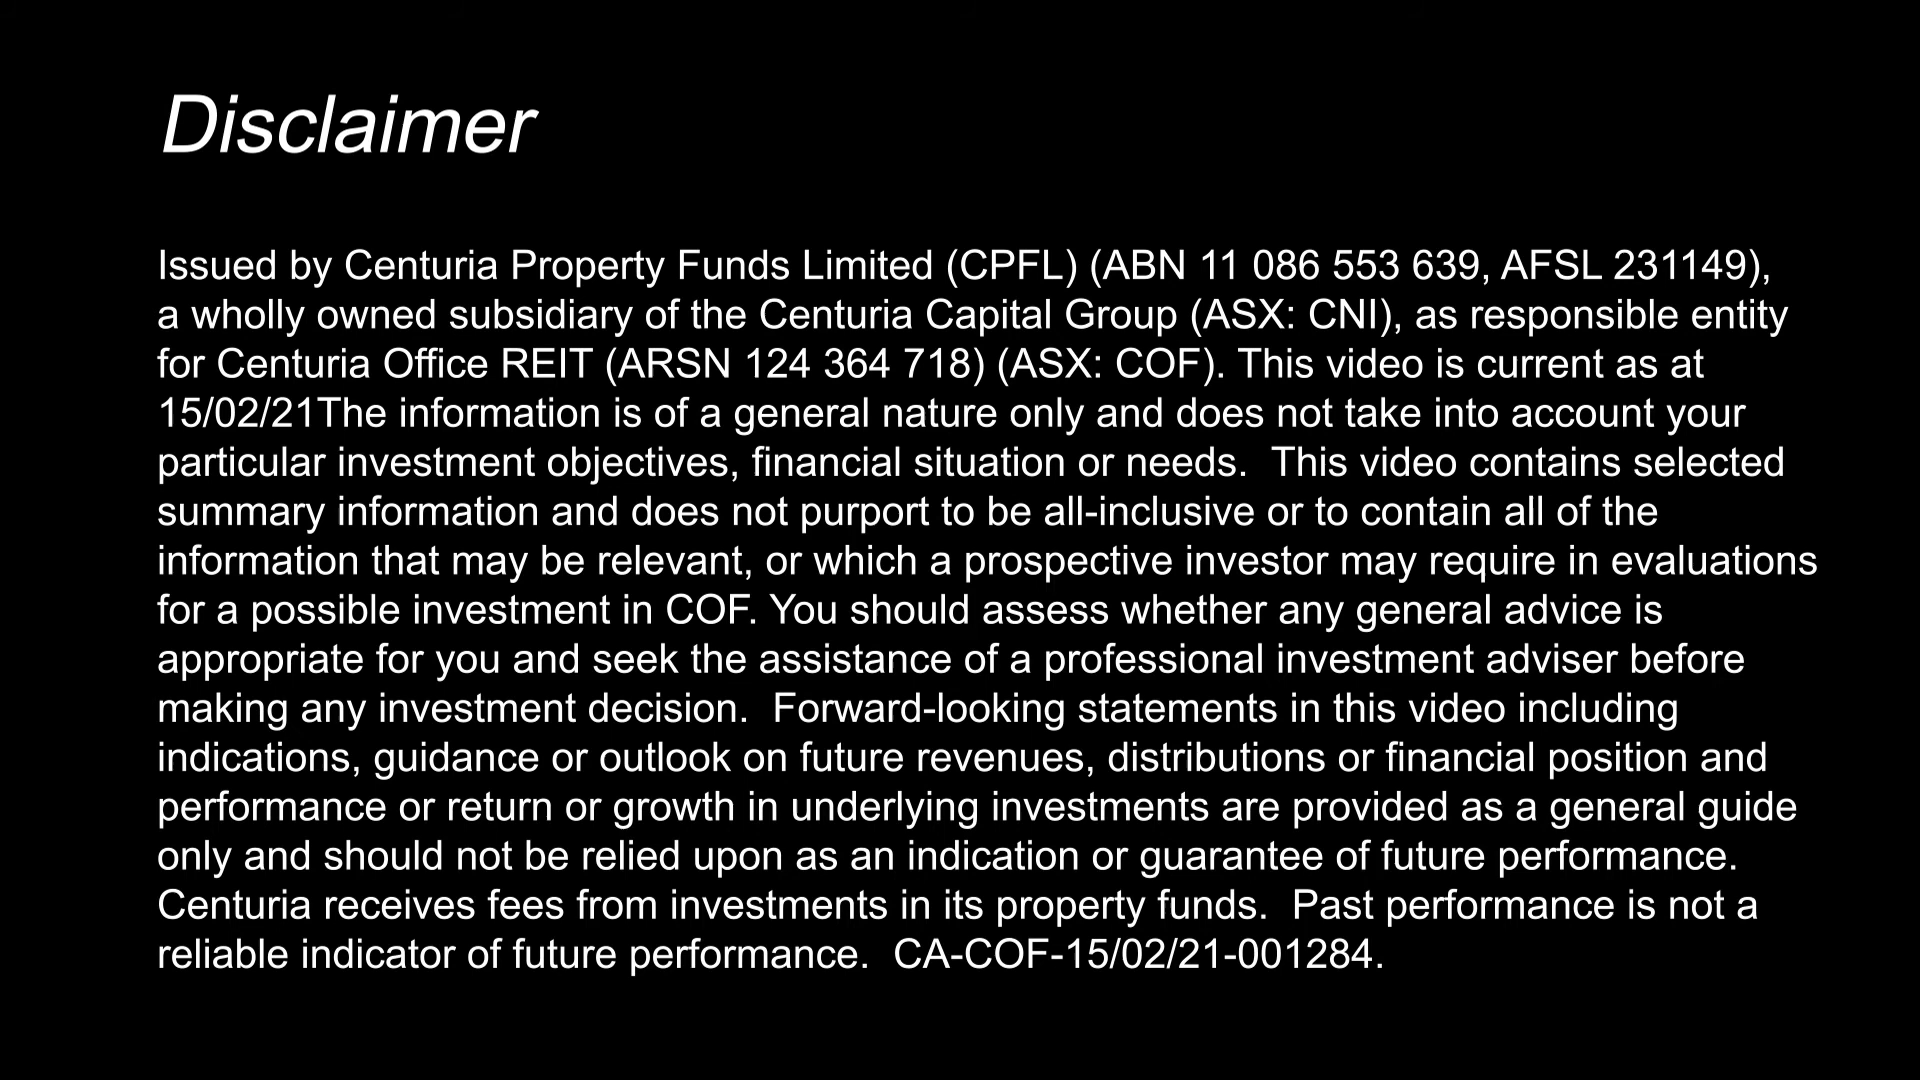 Disclaimer
Issued by Centuria Property Funds Limited (CPFL) (ABN 11 086 553 639, AFSL 231149),
a wholly owned subsidiary of the Centuria Capital Group (ASX: CNI), as responsible entity
for Centuria Office REIT (ARSN 124 364 718) (ASX: COF). This video is current as at
15/02/21The information is of a general nature only and does not take into account your
particular investment objectives, financial situation or needs.  This video contains selected
summary information and does not purport to be all-inclusive or to contain all of the
information that may be relevant, or which a prospective investor may require in evaluations
for a possible investment in COF. You should assess whether any general advice is
appropriate for you and seek the assistance of a professional investment adviser before
making any investment decision.  Forward-looking statements in this video including
indications, guidance or outlook on future revenues, distributions or financial position and
performance or return or growth in underlying investments are provided as a general guide
only and should not be relied upon as an indication or guarantee of future performance.
Centuria receives fees from investments in its property funds.  Past performance is not a
reliable indicator of future performance.  CA-COF-15/02/21-001284.